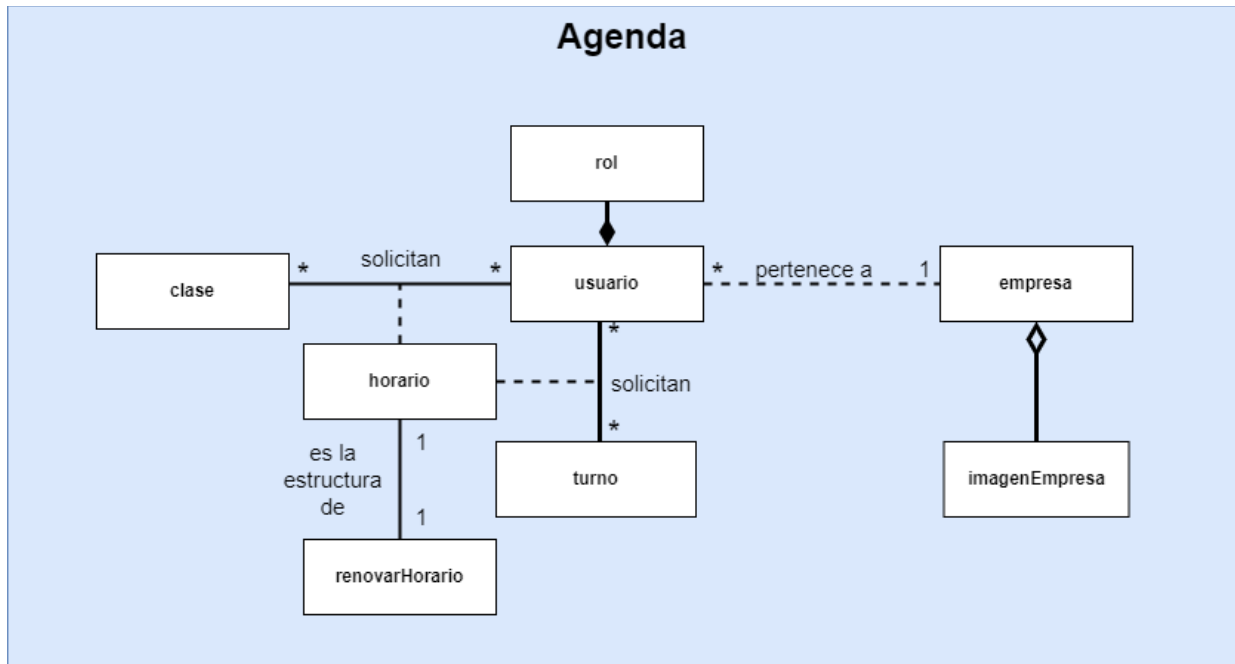 Agenda
rol
clase
*
solicitan
*
usuario
*
pertenece a
1
empresa
horario
*
solicitan
*
1
es la
estructura
de
1
turno
imagenEmpresa
renovarHorario